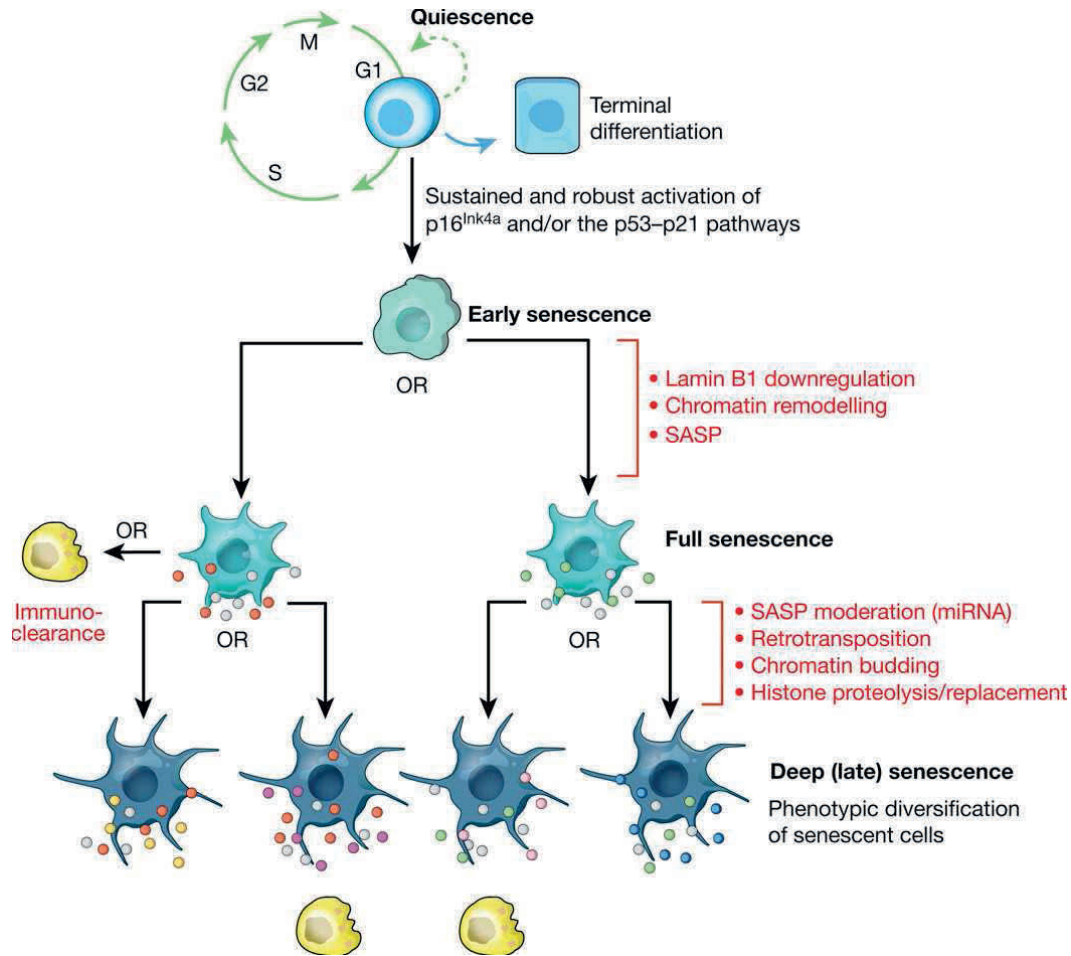 Quiescence
M
G1
G2
S
Terminal
differentiation
Sustained and robust activation of
p16Ink4a and/or the p53–p21 pathways
Early senescence
OR
• Lamin B1 downregulation
• Chromatin remodelling
• SASP
OR
Full senescence
Immuno-
clearance
OR
OR
• SASP moderation (miRNA)
• Retrotransposition
• Chromatin budding
• Histone proteolysis/replacement
Deep (late) senescence
Phenotypic diversification
of senescent cells